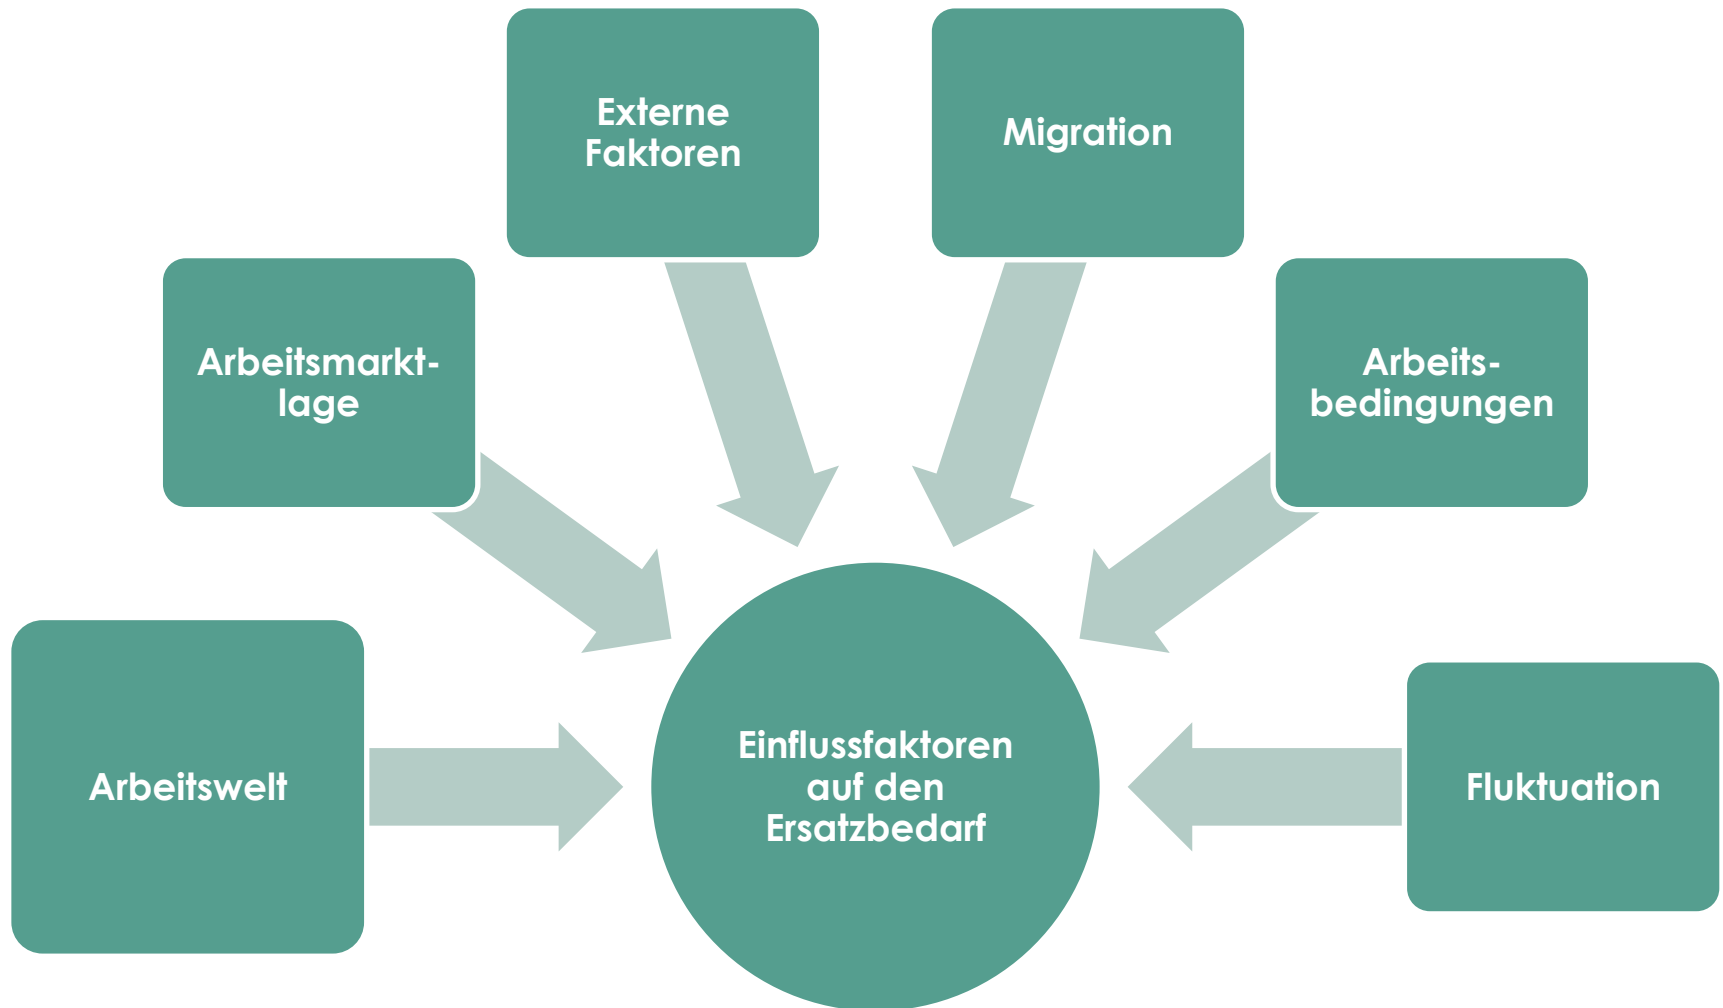 Externe
Faktoren
Migration
Arbeitsmarkt-
lage
Arbeits-
bedingungen
Arbeitswelt
Einflussfaktoren
auf den
Ersatzbedarf
Fluktuation